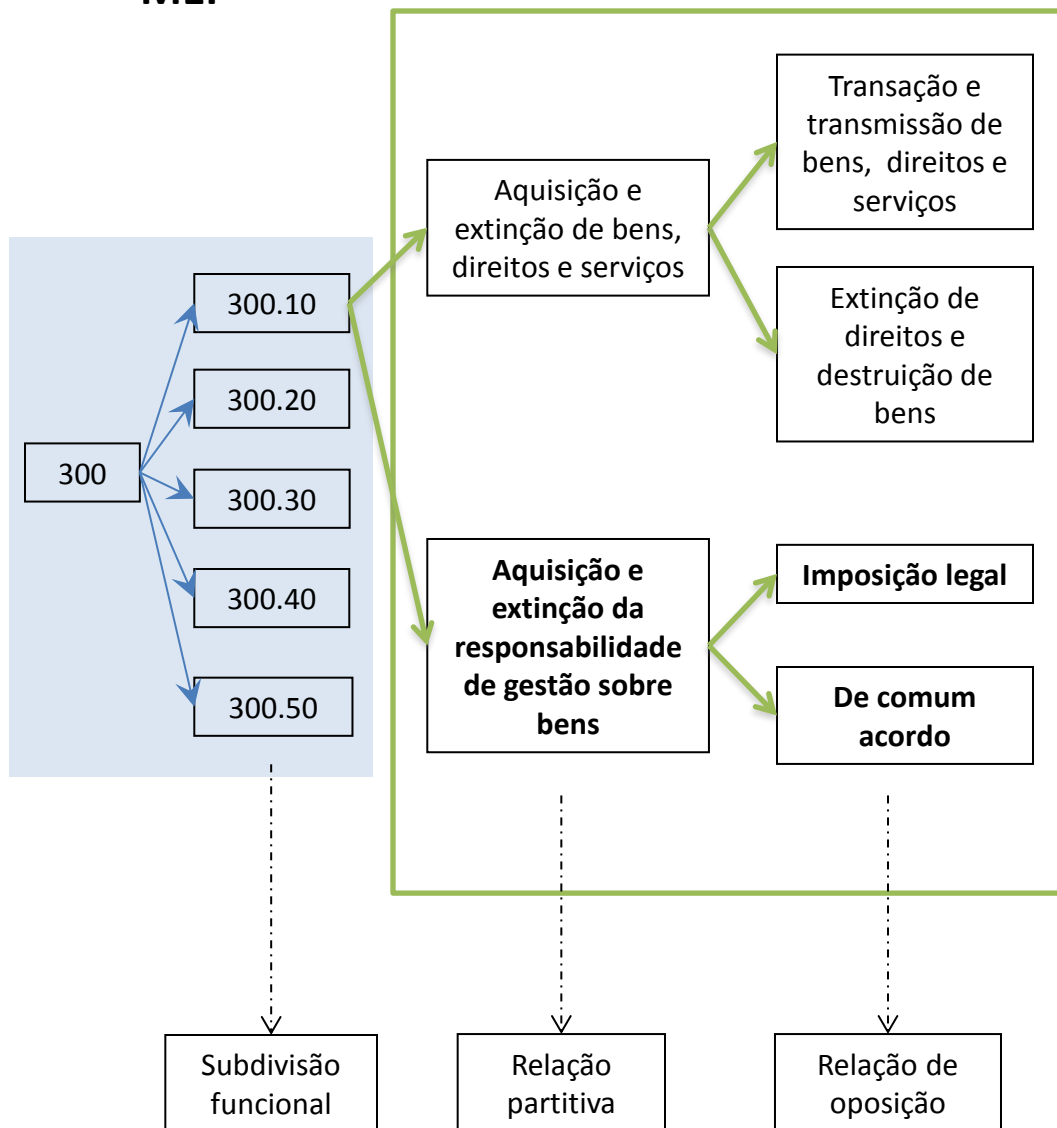 300
300.10
300.20
300.30
300.40
300.50
Aquisição e
extinção de bens,
direitos e serviços
Transação e
transmissão de
bens,  direitos e
serviços
Extinção de
direitos e
destruição de
bens
Aquisição e
extinção da
responsabilidade
de gestão sobre
bens
Imposição legal
De comum
acordo
Subdivisão
funcional
Relação
partitiva
Relação de
oposição